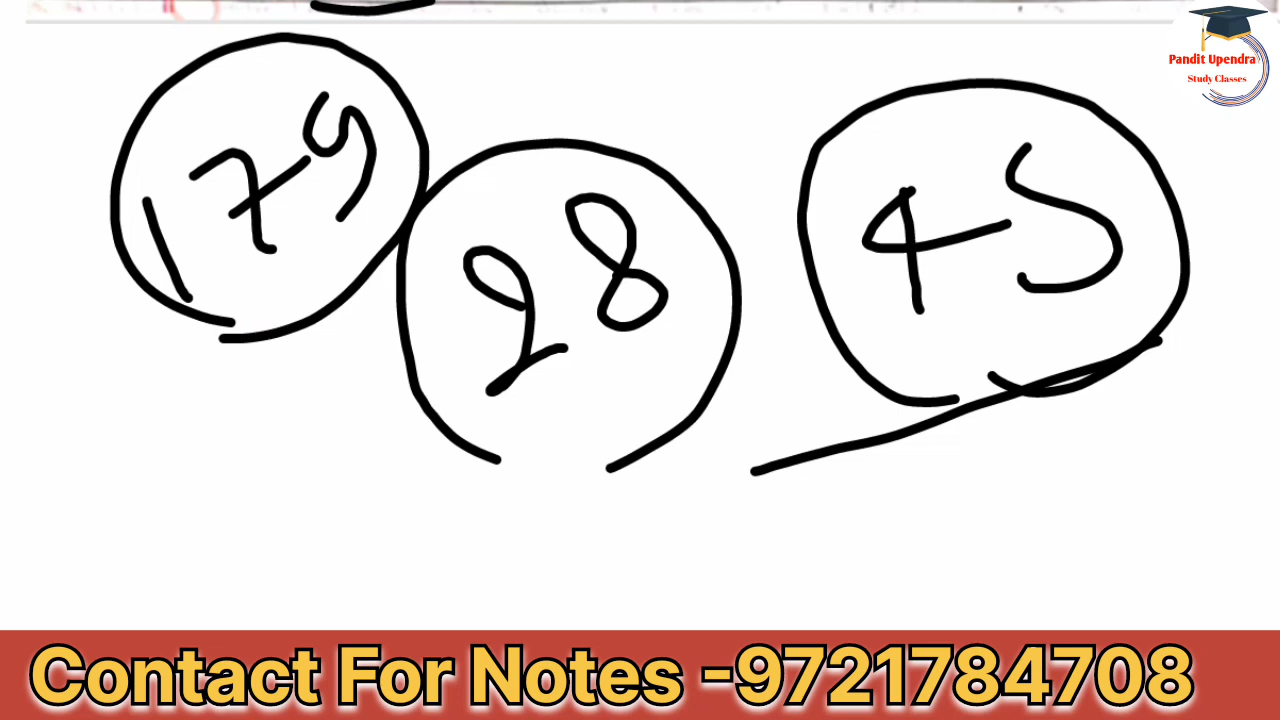 Pandit Upendra
Study Classes
179
28
45
Contact For Notes -9721784708